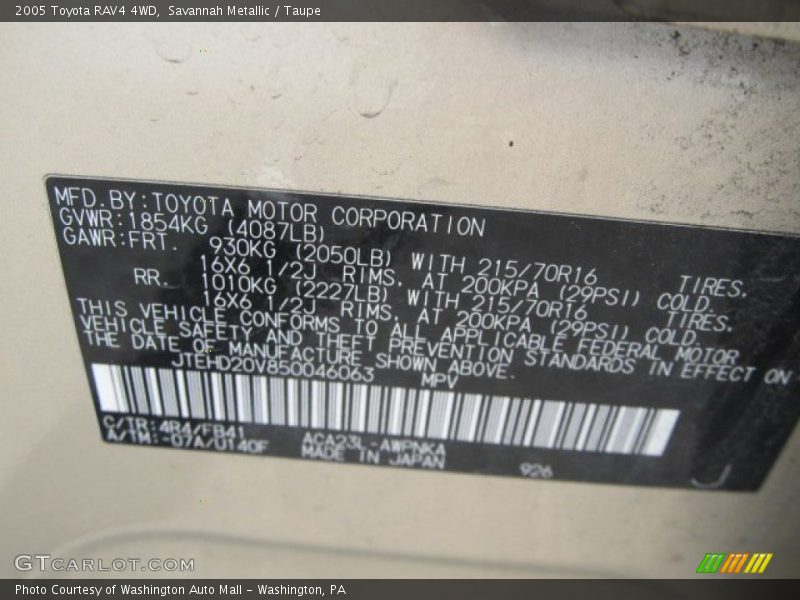 2005 Toyota RAV4 4WD, Savannah Metallic / Taupe
MFD.BY:TOYOTA MOTOR CORPORATION
GVWR:1854KG (4087LB)
GAWR:FRT. 930KG (2050LB) WITH 215/70R16 TIRES.
16X6 1/2J RIMS. AT 200KPA (29PSI) COLD.
RR. 1010KG (2227LB) WITH 215/70R16 TIRES.
16X6 1/2J RIMS. AT 200KPA (29PSI) COLD.
THIS VEHICLE CONFORMS TO ALL APPLICABLE FEDERAL MOTOR
VEHICLE SAFETY AND THEFT PREVENTION STANDARDS IN EFFECT ON
THE DATE OF MANUFACTURE SHOWN ABOVE.
JTEHD20V850046063 MPV
C/TR:4R4/FB41 ACA23L-AWPNKA
A/TM:-07A/U140F MADE IN JAPAN 926 J
GTCARLOT.COM
Photo Courtesy of Washington Auto Mall - Washington, PA